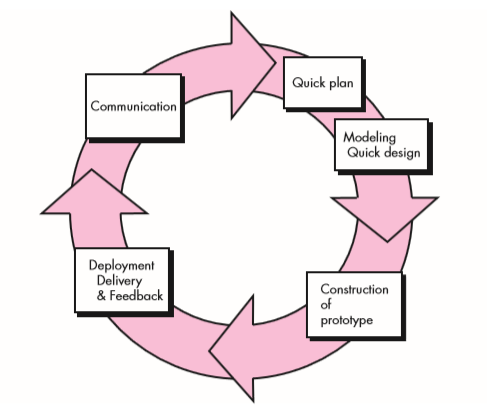 Communication
Quick plan
Modeling
Quick design
Construction
of
prototype
Deployment
Delivery
& Feedback